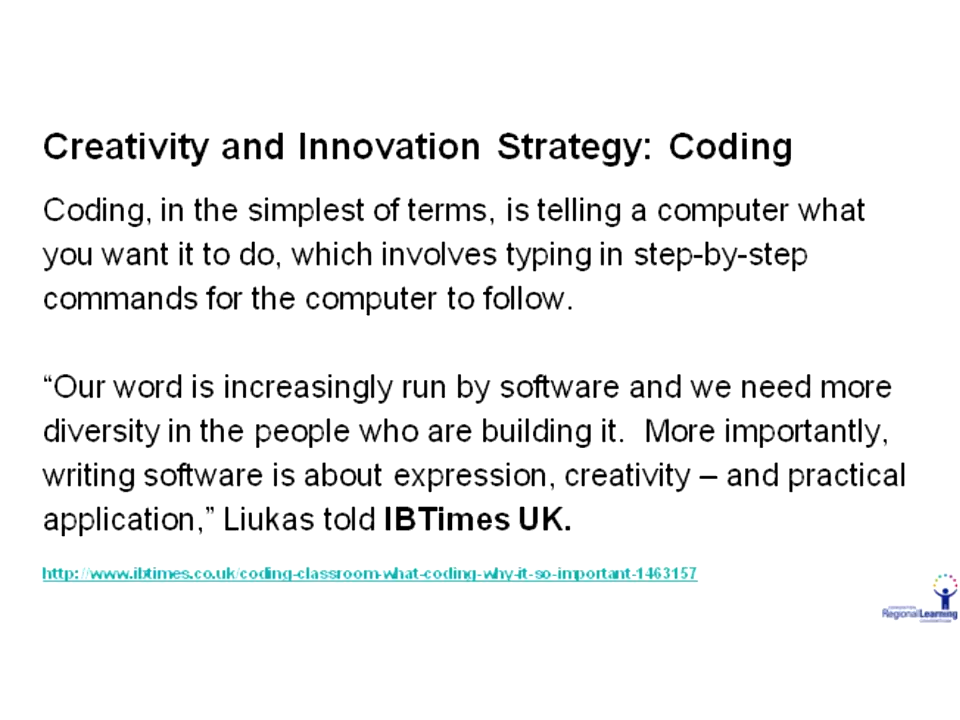 Creativity and Innovation Strategy: Coding
Coding, in the simplest of terms, is telling a computer what
you want it to do, which involves typing in step-by-step
commands for the computer to follow.
“Our word is increasingly run by software and we need more
diversity in the people who are building it.  More importantly,
writing software is about expression, creativity – and practical
application,” Liukas told IBTimes UK.
http://www.ibtimes.co.uk/coding-classroom-what-coding-why-it-so-important-1463157
RegionalLearning